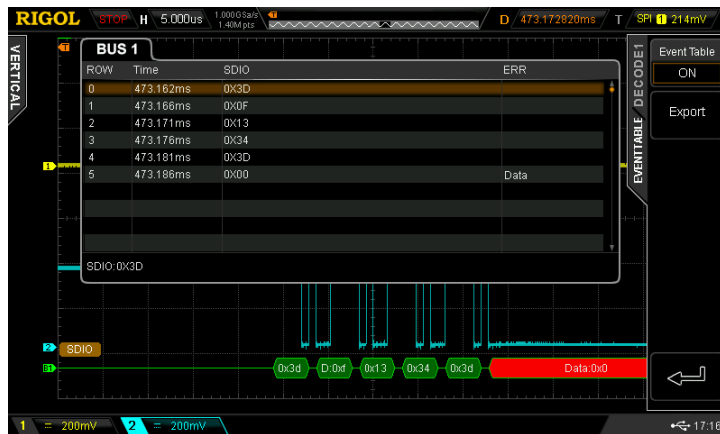 RIGOL STOP H 5.000us 1.000GSa/s 1.40Mpts D 473.172820ms T SPI 1 214mV
VERTICAL
BUS 1
ROW Time SDIO ERR
0 473.162ms 0X3D
1 473.166ms 0X0F
2 473.171ms 0X13
3 473.176ms 0X34
4 473.181ms 0X3D
5 473.186ms 0X00 Data
SDIO:0X3D
DECODE1
EVENTTABLE
Event Table
ON
Export
1
2 SDIO
B1 0x3d D:0xf 0x13 0x34 0x3d Data:0x0
1 = 200mV 2 = 200mV 17:16